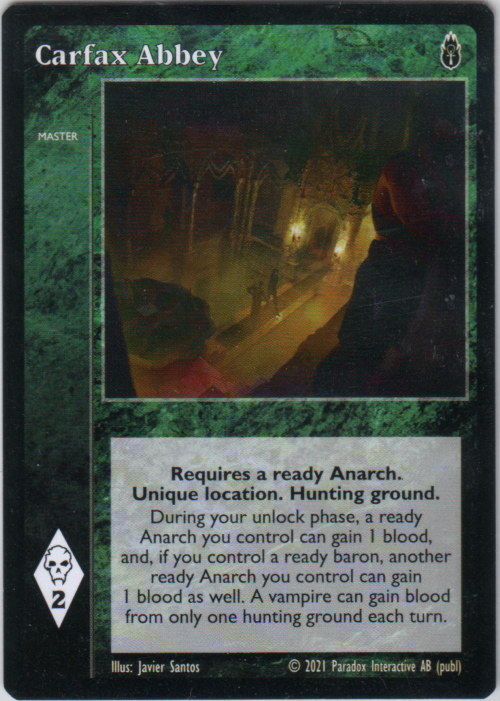 Carfax Abbey
MASTER
Requires a ready Anarch.
Unique location. Hunting ground.
During your unlock phase, a ready
Anarch you control can gain 1 blood,
and, if you control a ready baron, another
ready Anarch you control can gain
1 blood as well. A vampire can gain blood
from only one hunting ground each turn.
2
Illus: Javier Santos © 2021 Paradox Interactive AB (publ)